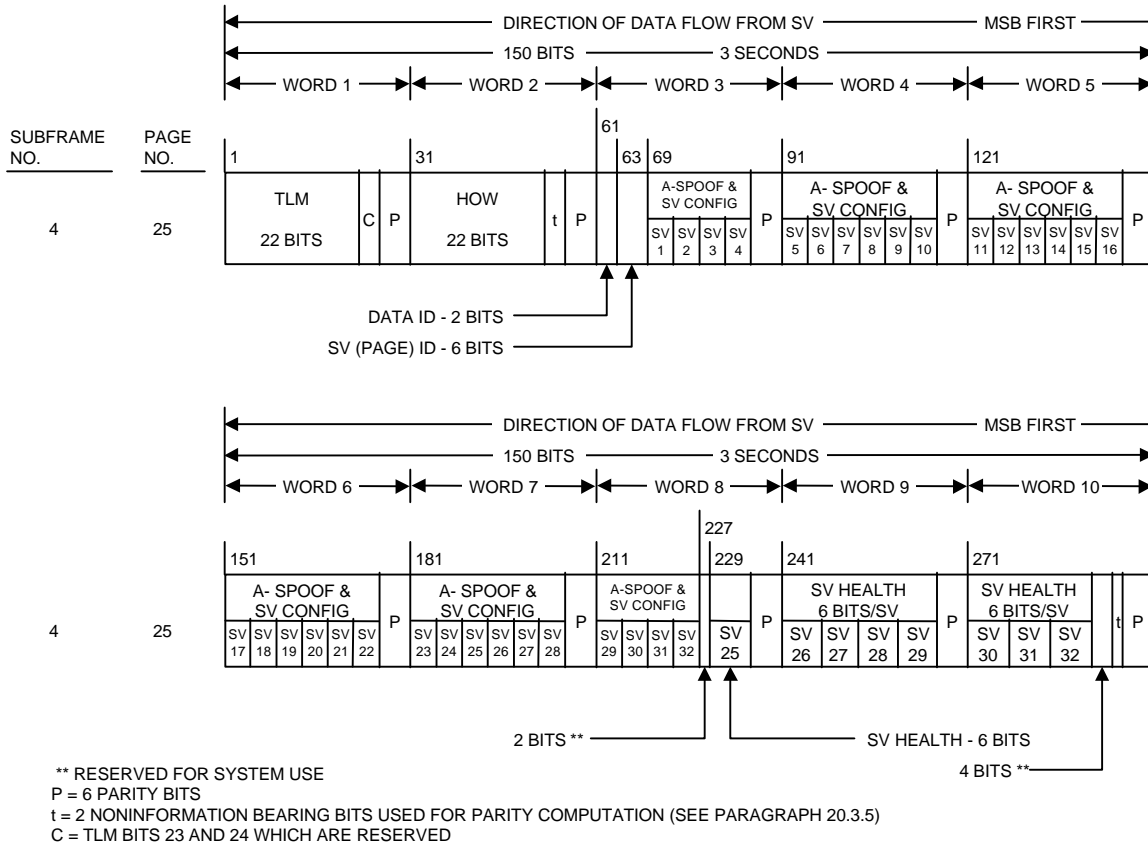 DIRECTION OF DATA FLOW FROM SV MSB FIRST
150 BITS 3 SECONDS
WORD 1 WORD 2 WORD 3 WORD 4 WORD 5
SUBFRAME NO.
PAGE NO.
61
1 31 63 69 91 121
4 25
TLM
22 BITS
C P
HOW
22 BITS
t P
A-SPOOF &
SV CONFIG
SV 1 SV 2 SV 3 SV 4
P
A- SPOOF &
SV CONFIG
SV 5 SV 6 SV 7 SV 8 SV 9 SV 10
P
A- SPOOF &
SV CONFIG
SV 11 SV 12 SV 13 SV 14 SV 15 SV 16
P
DATA ID - 2 BITS
SV (PAGE) ID - 6 BITS
DIRECTION OF DATA FLOW FROM SV MSB FIRST
150 BITS 3 SECONDS
WORD 6 WORD 7 WORD 8 WORD 9 WORD 10
227
151 181 211 229 241 271
4 25
A- SPOOF &
SV CONFIG
SV 17 SV 18 SV 19 SV 20 SV 21 SV 22
P
A- SPOOF &
SV CONFIG
SV 23 SV 24 SV 25 SV 26 SV 27 SV 28
P
A-SPOOF &
SV CONFIG
SV 29 SV 30 SV 31 SV 32
SV 25
P
SV HEALTH
6 BITS/SV
SV 26 SV 27 SV 28 SV 29
P
SV HEALTH
6 BITS/SV
SV 30 SV 31 SV 32
t P
2 BITS **
SV HEALTH - 6 BITS
4 BITS **
** RESERVED FOR SYSTEM USE
P = 6 PARITY BITS
t = 2 NONINFORMATION BEARING BITS USED FOR PARITY COMPUTATION (SEE PARAGRAPH 20.3.5)
C = TLM BITS 23 AND 24 WHICH ARE RESERVED